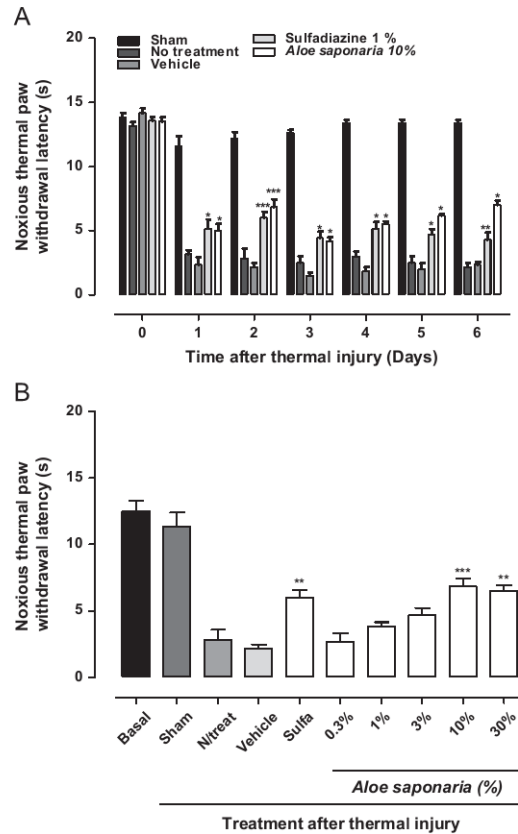 A
Sham
No treatment
Vehicle
Sulfadiazine 1 %
Aloe saponaria 10%
Noxious thermal paw
withdrawal latency (s)
20
15
10
5
0
* * *** *** * * * * * * ** *
0 1 2 3 4 5 6
Time after thermal injury (Days)
B
Noxious thermal paw
withdrawal latency (s)
20
15
10
5
0
** *** **
Basal Sham N/treat Vehicle Sulfa 0.3% 1% 3% 10% 30%
Aloe saponaria (%)
Treatment after thermal injury